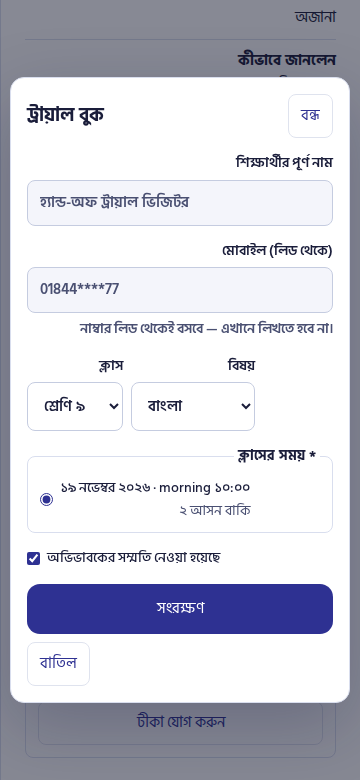 অজানা
কীভাবে জানলেন
ট্রায়াল বুক
বন্ধ
শিক্ষার্থীর পূর্ণ নাম
হ্যান্ড-অফ ট্রায়াল ভিজিটর
মোবাইল (লিড থেকে)
01844****77
নাম্বার লিড থেকেই বসবে — এখানে লিখতে হবে না।
ক্লাস
বিষয়
শ্রেণি ৯
বাংলা
ক্লাসের সময় *
১৯ নভেম্বর ২০২৬ · morning ১০:০০
২ আসন বাকি
অভিভাবকের সম্মতি নেওয়া হয়েছে
সংরক্ষণ
বাতিল
টীকা যোগ করুন